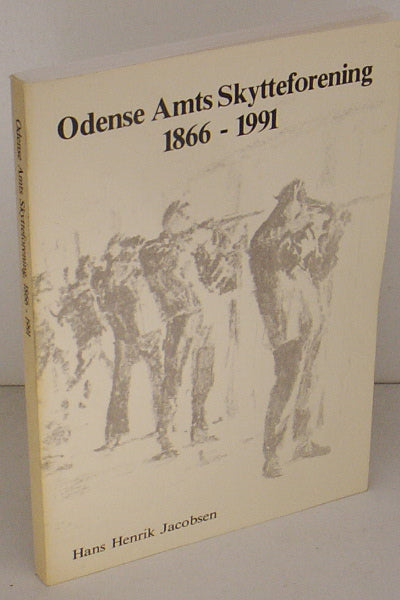 Odense Amts Skytteforening
1866 - 1991
Hans Henrik Jacobsen
Odense Amts Skytteforening 1866 - 1991